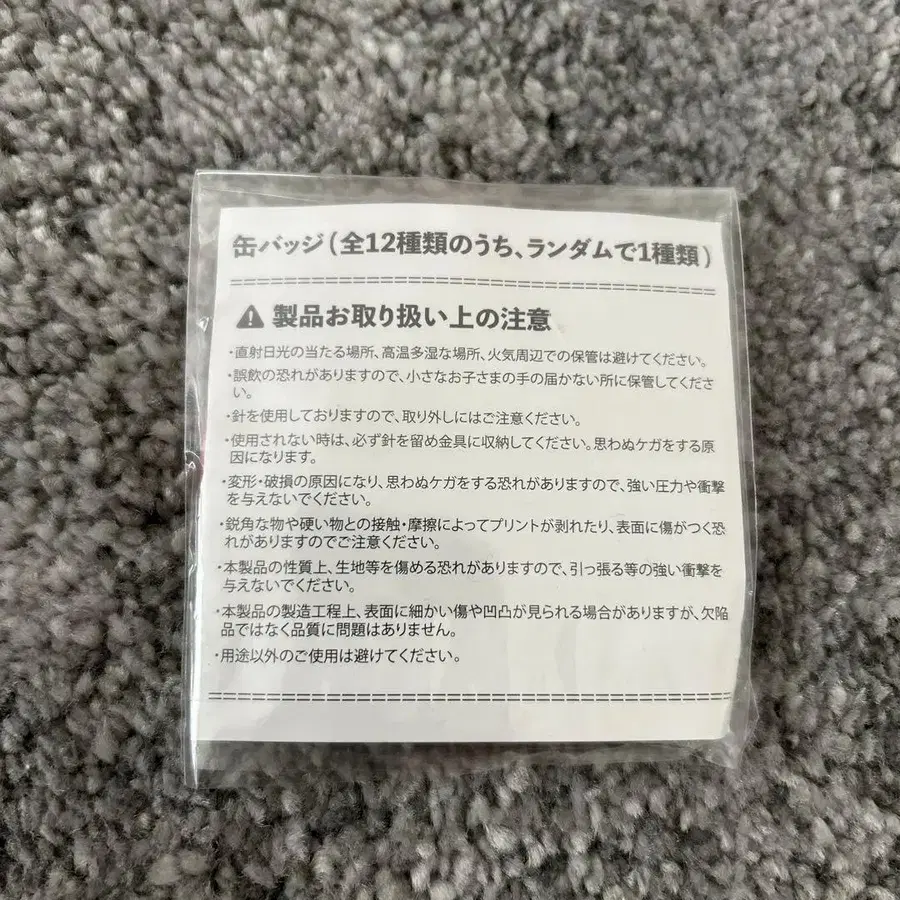 缶バッジ(全12種類のうち、ランダムで1種類)
製品お取り扱い上の注意
・直射日光の当たる場所、高温多湿な場所、火気周辺での保管は避けてください。
・誤飲の恐れがありますので、小さなお子さまの手の届かない所に保管してくださ
い。
・針を使用しておりますので、取り外しにはご注意ください。
・使用されない時は、必ず針を留め金具に収納してください。思わぬケガをする原
因になります。
・変形・破損の原因になり、思わぬケガをする恐れがありますので、強い圧力や衝撃
を与えないでください。
・鋭角な物や硬い物との接触・摩擦によってプリントが剥れたり、表面に傷がつく恐
れがありますのでご注意ください。
・本製品の性質上、生地等を傷める恐れがありますので、引っ張る等の強い衝撃を
与えないでください。
・本製品の製造工程上、表面に細かい傷や凹凸が見られる場合がありますが、欠陥
品ではなく品質に問題はありません。
・用途以外のご使用は避けてください。